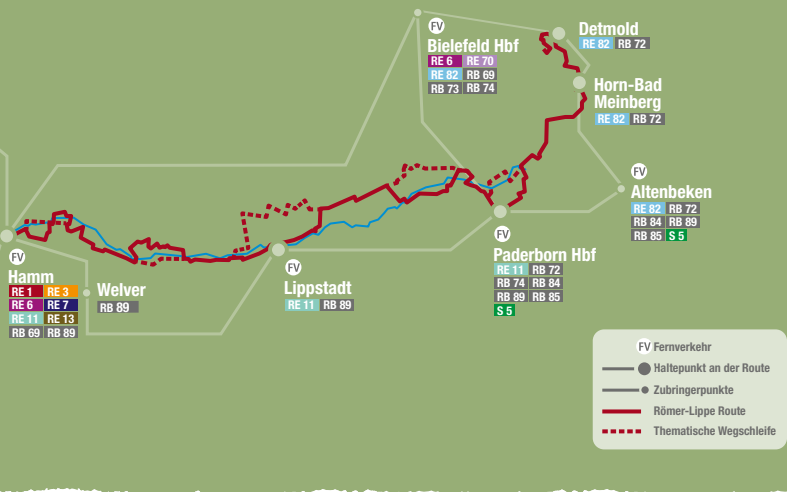 FV
Bielefeld Hbf
RE 6 RE 70
RE 82 RB 69
RB 73 RB 74
Detmold
RE 82 RB 72
Horn-Bad
Meinberg
RE 82 RB 72
FV
Altenbeken
RE 82 RB 72
RB 84 RB 89
RB 85 S 5
FV
Hamm
RE 1 RE 3
RE 6 RE 7
RE 11 RE 13
RB 69 RB 89
Welver
RB 89
FV
Lippstadt
RE 11 RB 89
FV
Paderborn Hbf
RE 11 RB 72
RB 74 RB 84
RB 89 RB 85
S 5
FV Fernverkehr
Haltepunkt an der Route
Zubringerpunkte
Römer-Lippe Route
Thematische Wegschleife